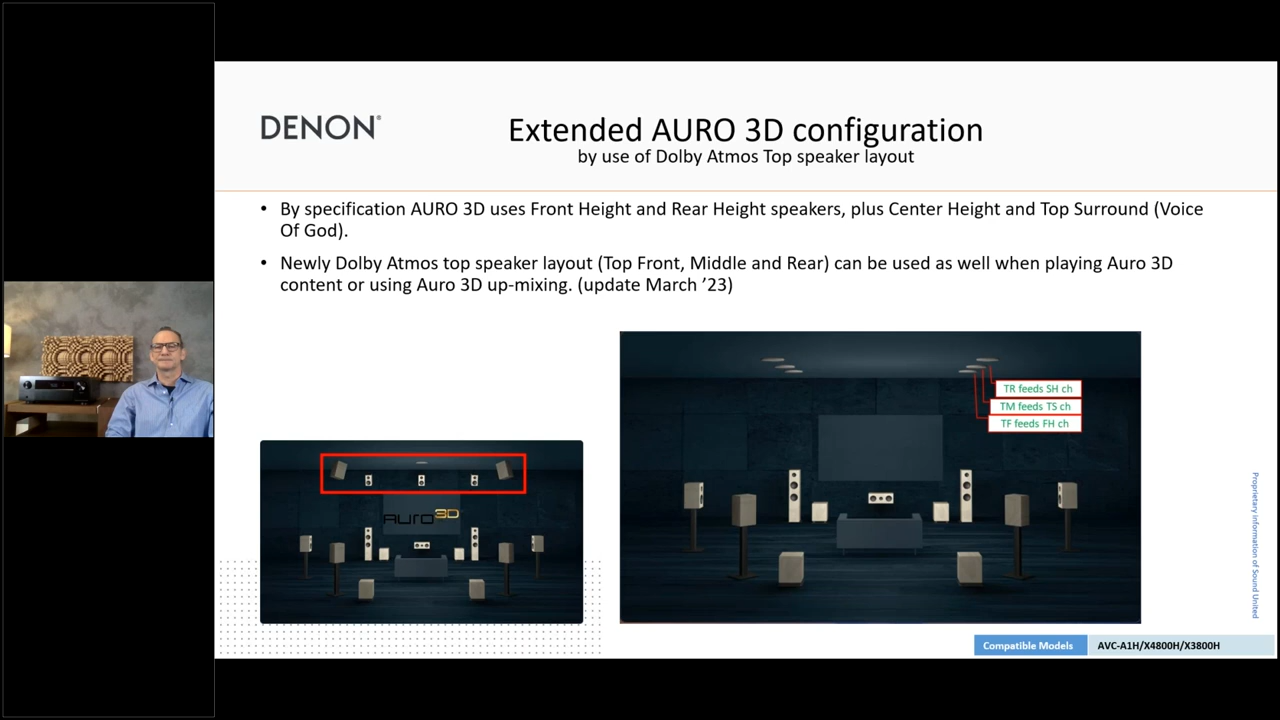 DENON®
Extended AURO 3D configuration
by use of Dolby Atmos Top speaker layout
• By specification AURO 3D uses Front Height and Rear Height speakers, plus Center Height and Top Surround (Voice
Of God).
• Newly Dolby Atmos top speaker layout (Top Front, Middle and Rear) can be used as well when playing Auro 3D
content or using Auro 3D up-mixing. (update March ’23)
TR feeds SH ch
TM feeds TS ch
TF feeds FH ch
AURO3D
Proprietary information of Sound United
Compatible Models
AVC-A1H/X4800H/X3800H